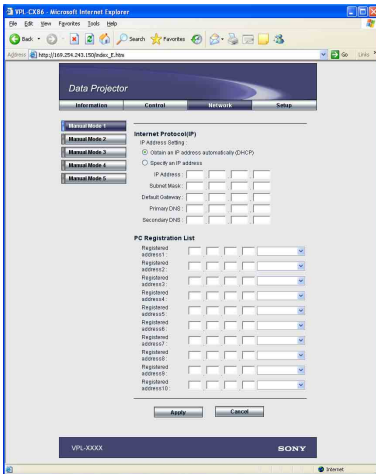 VPL-CX86 - Microsoft Internet Explorer
File Edit View Favorites Tools Help
Back Search Favorites
Address http://169.254.243.150/index_E.htm Go Links
Data Projector
Information Control Network Setup
Manual Mode 1
Manual Mode 2
Manual Mode 3
Manual Mode 4
Manual Mode 5
Internet Protocol(IP)
IP Address Setting :
Obtain an IP address automatically (DHCP)
Specify an IP address
IP Address :
Subnet Mask :
Default Gateway :
Primary DNS :
Secondary DNS :
PC Registration List
Registered
address1 :
Registered
address2 :
Registered
address3 :
Registered
address4 :
Registered
address5 :
Registered
address6 :
Registered
address7 :
Registered
address8 :
Registered
address9 :
Registered
address10 :
Apply Cancel
VPL-XXXX SONY
Internet